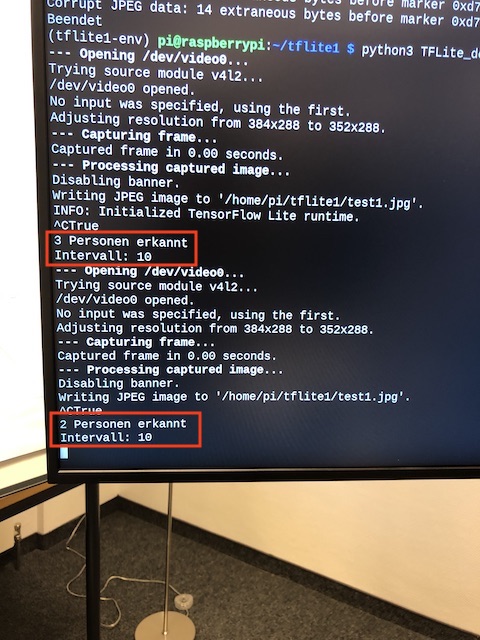 Corrupt JPEG data: 14 extraneous bytes before marker 0xd7
Beendet
(tflite1-env) pi@raspberrypi:~/tflite1 $ python3
--- Opening /dev/video0...
Trying source module v4l2...
/dev/video0 opened.
No input was specified, using the first.
Adjusting resolution from 384x288 to 352x288.
--- Capturing frame...
Captured frame in 0.00 seconds.
--- Processing captured image...
Disabling banner.
Writing JPEG image to '/home/pi/tflite1/test1.jpg'.
INFO: Initialized TensorFlow Lite runtime.
^CTrue
3 Personen erkannt
Intervall: 10
--- Opening /dev/video0...
Trying source module v4l2...
/dev/video0 opened.
No input was specified, using the first.
Adjusting resolution from 384x288 to 352x288.
--- Capturing frame...
Captured frame in 0.00 seconds.
--- Processing captured image...
Disabling banner.
Writing JPEG image to '/home/pi/tflite1/test1.jpg'.
^CTrue
2 Personen erkannt
Intervall: 10